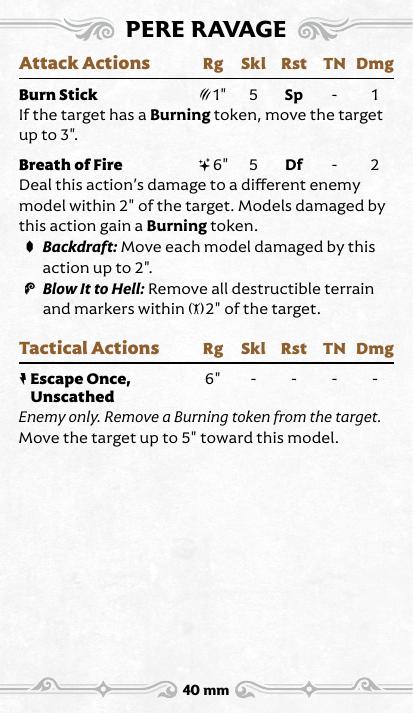 PERE RAVAGE
Attack Actions Rg Skl Rst TN Dmg
Burn Stick 1" 5 Sp - 1
If the target has a Burning token, move the target
up to 3".
Breath of Fire 6" 5 Df - 2
Deal this action's damage to a different enemy
model within 2" of the target. Models damaged by
this action gain a Burning token.
Backdraft: Move each model damaged by this
action up to 2".
Blow It to Hell: Remove all destructible terrain
and markers within 2" of the target.
Tactical Actions Rg Skl Rst TN Dmg
Escape Once, 6" - - - -
Unscathed
Enemy only. Remove a Burning token from the target.
Move the target up to 5" toward this model.
40 mm